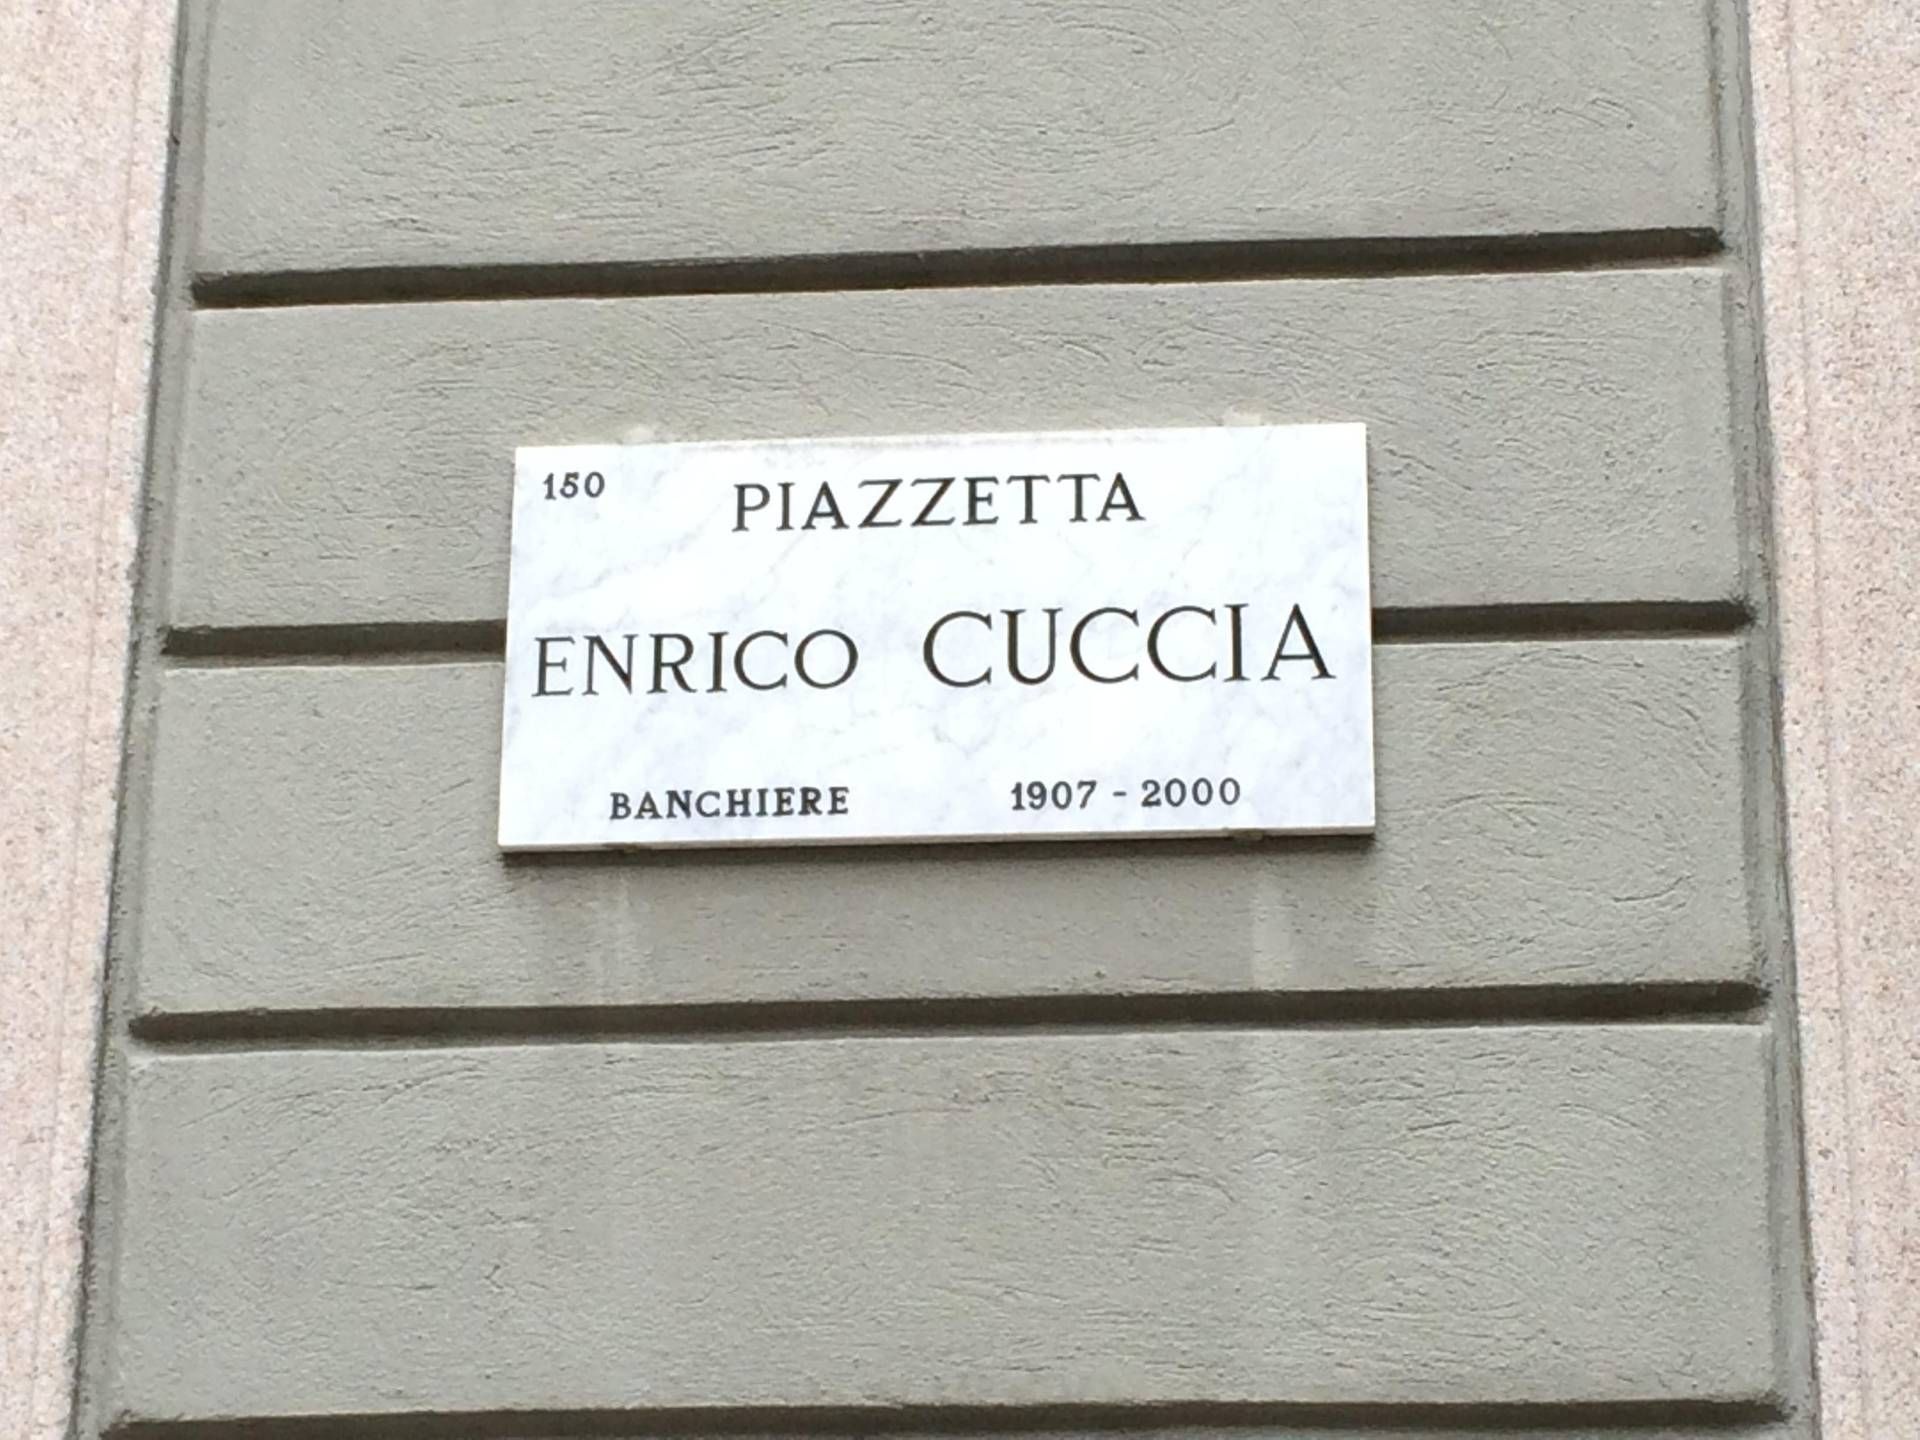 150 PIAZZETTA
ENRICO CUCCIA
BANCHIERE 1907 - 2000